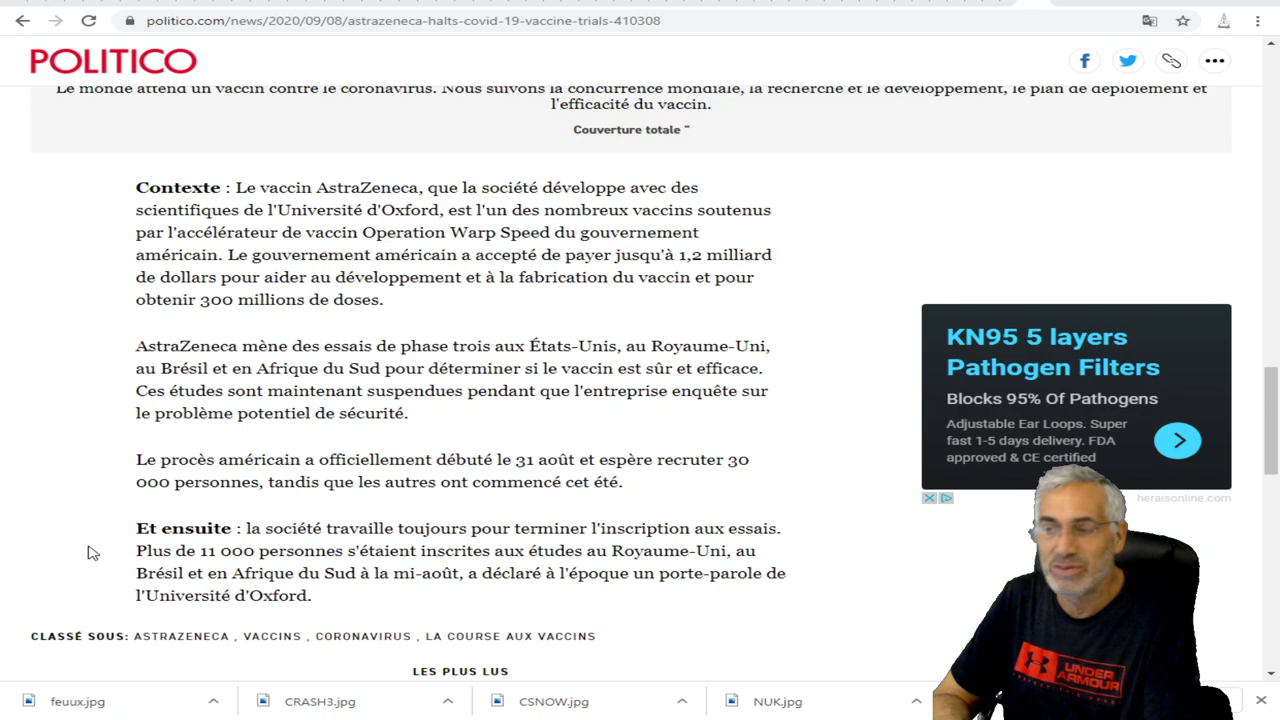 politico.com/news/2020/09/08/astrazeneca-halts-covid-19-vaccine-trials-410308
POLITICO
Le monde attend un vaccin contre le coronavirus. Nous suivons la concurrence mondiale, la recherche et le développement, le plan de déploiement et
l'efficacité du vaccin.
Couverture totale "
Contexte : Le vaccin AstraZeneca, que la société développe avec des
scientifiques de l'Université d'Oxford, est l'un des nombreux vaccins soutenus
par l'accélérateur de vaccin Operation Warp Speed du gouvernement
américain. Le gouvernement américain a accepté de payer jusqu'à 1,2 milliard
de dollars pour aider au développement et à la fabrication du vaccin et pour
obtenir 300 millions de doses.
AstraZeneca mène des essais de phase trois aux États-Unis, au Royaume-Uni,
au Brésil et en Afrique du Sud pour déterminer si le vaccin est sûr et efficace.
Ces études sont maintenant suspendues pendant que l'entreprise enquête sur
le problème potentiel de sécurité.
Le procès américain a officiellement débuté le 31 août et espère recruter 30
000 personnes, tandis que les autres ont commencé cet été.
Et ensuite : la société travaille toujours pour terminer l'inscription aux essais.
Plus de 11 000 personnes s'étaient inscrites aux études au Royaume-Uni, au
Brésil et en Afrique du Sud à la mi-août, a déclaré à l'époque un porte-parole de
l'Université d'Oxford.
KN95 5 layers
Pathogen Filters
Blocks 95% Of Pathogens
Adjustable Ear Loops. Super
fast 1-5 days delivery. FDA
approved & CE certified
heraisonline.com
CLASSÉ SOUS: ASTRAZENECA , VACCINS , CORONAVIRUS , LA COURSE AUX VACCINS
LES PLUS LUS
UNDER
ARMOUR
feuux.jpg
CRASH3.jpg
CSNOW.jpg
NUK.jpg